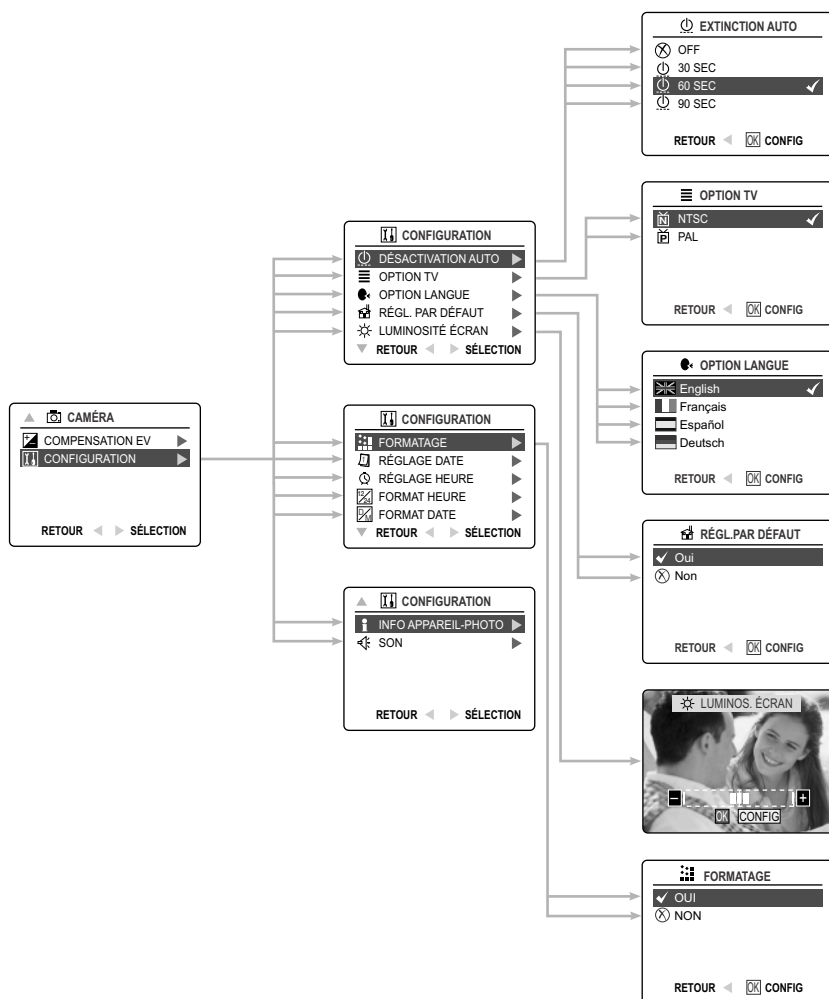 CAMÉRA
COMPENSATION EV
CONFIGURATION
RETOUR SÉLECTION
CONFIGURATION
DÉSACTIVATION AUTO
OPTION TV
OPTION LANGUE
RÉGL. PAR DÉFAUT
LUMINOSITÉ ÉCRAN
RETOUR SÉLECTION
CONFIGURATION
FORMATAGE
RÉGLAGE DATE
RÉGLAGE HEURE
12/24 FORMAT HEURE
D/M FORMAT DATE
RETOUR SÉLECTION
CONFIGURATION
INFO APPAREIL-PHOTO
SON
RETOUR SÉLECTION
EXTINCTION AUTO
OFF
30 SEC
60 SEC
90 SEC
RETOUR OK CONFIG
OPTION TV
N NTSC
P PAL
RETOUR OK CONFIG
OPTION LANGUE
English
Français
Español
Deutsch
RETOUR OK CONFIG
RÉGL.PAR DÉFAUT
Oui
Non
RETOUR OK CONFIG
LUMINOS. ÉCRAN
OK CONFIG
FORMATAGE
OUI
NON
RETOUR OK CONFIG